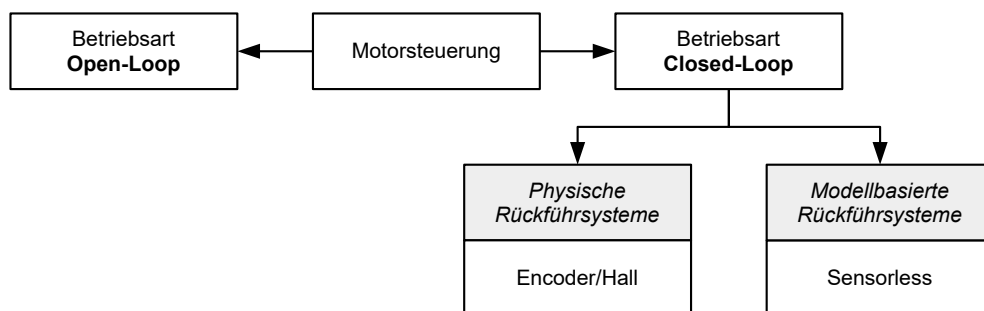 Betriebsart
Open-Loop
Motorsteuerung
Betriebsart
Closed-Loop
Physische
Rückführsysteme
Encoder/Hall
Modellbasierte
Rückführsysteme
Sensorless